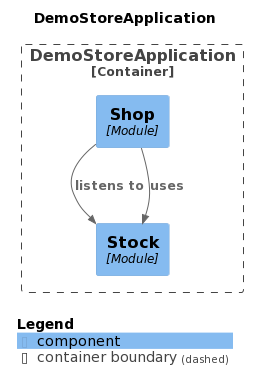 DemoStoreApplication
DemoStoreApplication
[Container]
Shop
[Module]
listens to uses
Stock
[Module]
Legend
component
container boundary (dashed)